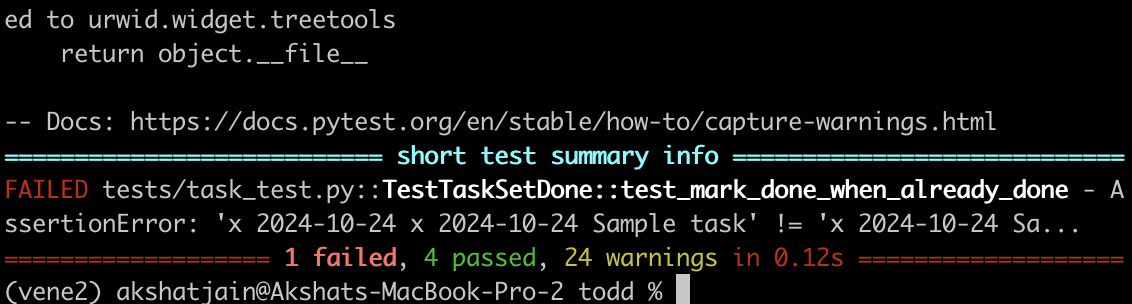 ed to urwid.widget.treetools
    return object.__file__

-- Docs: https://docs.pytest.org/en/stable/how-to/capture-warnings.html
=========================== short test summary info ============================
FAILED tests/task_test.py::TestTaskSetDone::test_mark_done_when_already_done - A
ssertionError: 'x 2024-10-24 x 2024-10-24 Sample task' != 'x 2024-10-24 Sa...
=================== 1 failed, 4 passed, 24 warnings in 0.12s ===================
(vene2) akshatjain@Akshats-MacBook-Pro-2 todd %